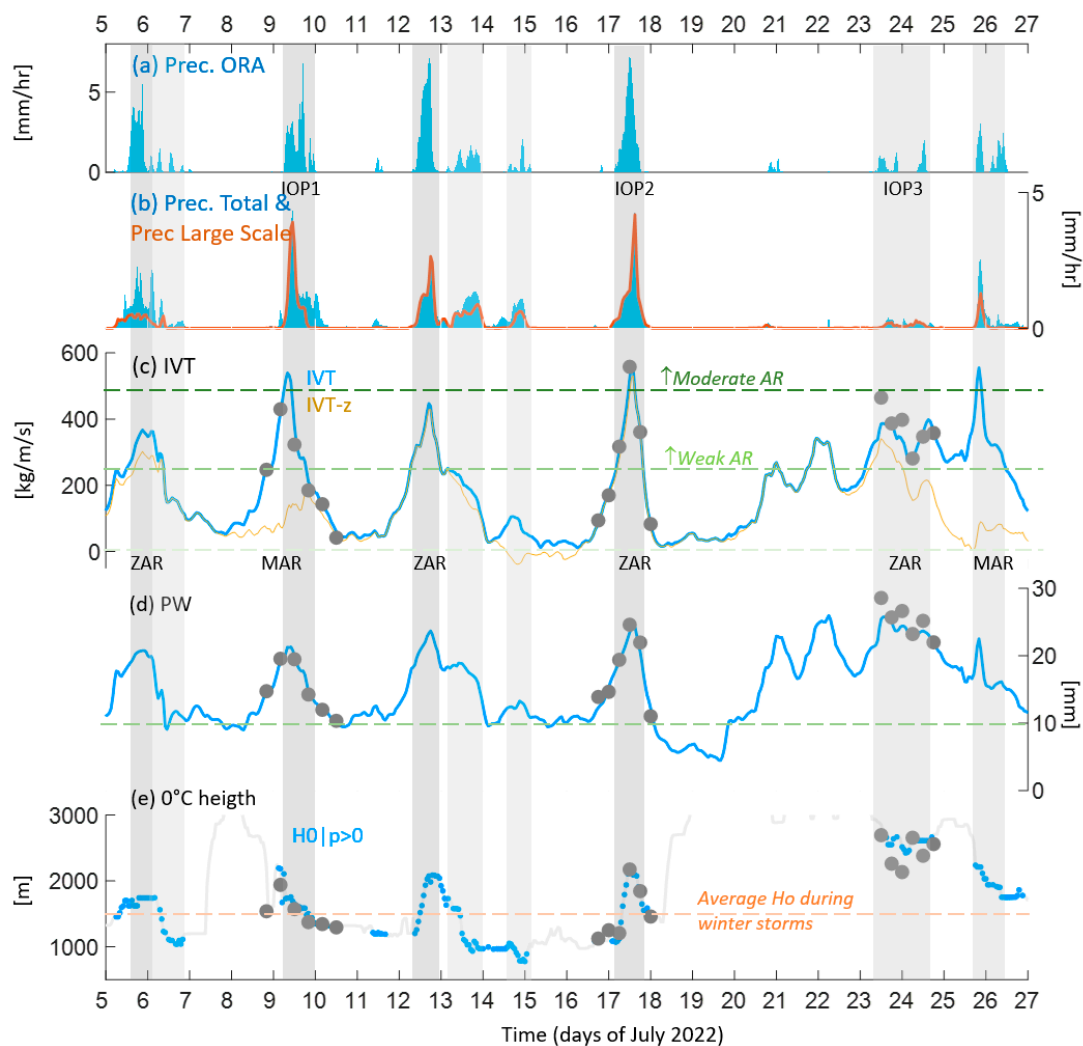 5 6 7 8 9 10 11 12 13 14 15 16 17 18 19 20 21 22 23 24 25 26 27
(a) Prec. ORA
[mm/hr]
5
0
IOP1 IOP2 IOP3
(b) Prec. Total &
Prec Large Scale
5
[mm/hr]
0
(c) IVT
IVT
IVT-z
↑Moderate AR
↑Weak AR
[kg/m/s]
600
400
200
0
ZAR MAR ZAR ZAR ZAR MAR
(d) PW
30
20
[mm]
10
0
(e) 0°C heigth
H0|p>0
3000
[m]
2000
1000
Average Ho during
winter storms
5 6 7 8 9 10 11 12 13 14 15 16 17 18 19 20 21 22 23 24 25 26 27
Time (days of July 2022)